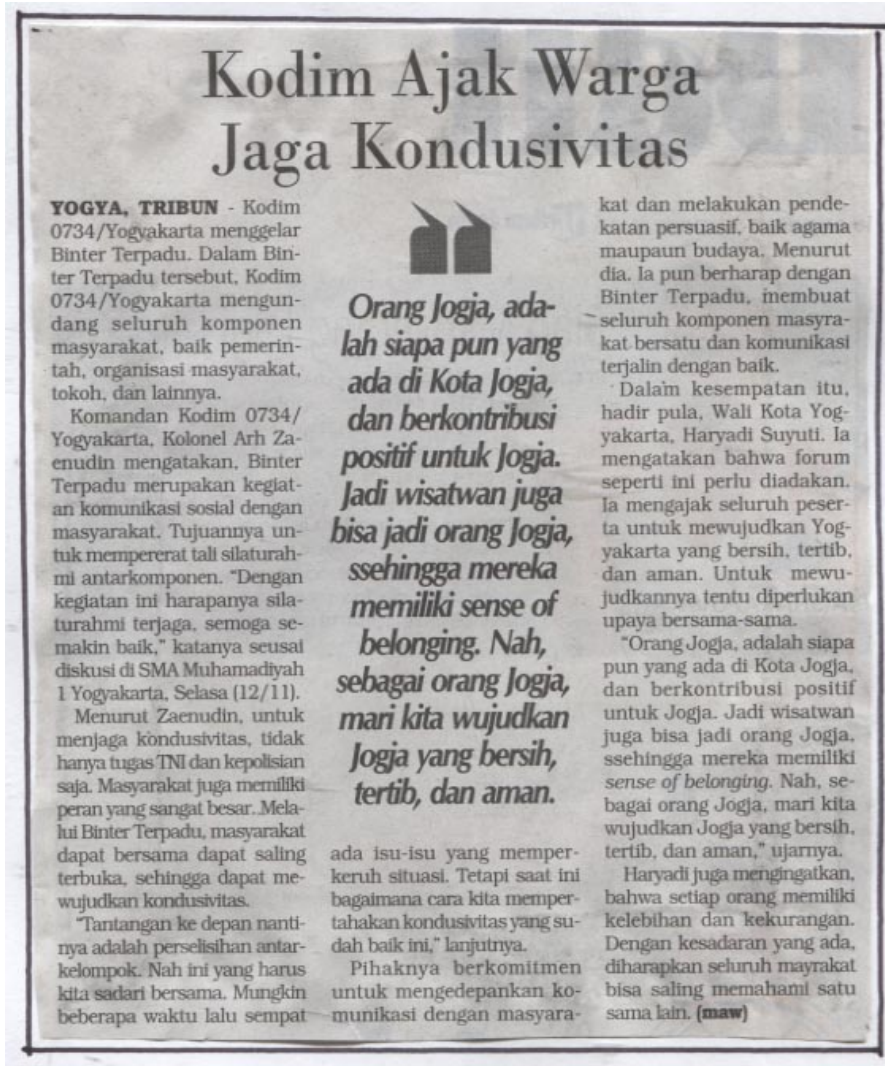 Kodim Ajak Warga
Jaga Kondusivitas
YOGYA, TRIBUN - Kodim
0734/Yogyakarta menggelar
Binter Terpadu. Dalam Bin-
ter Terpadu tersebut, Kodim
0734/Yogyakarta mengun-
dang seluruh komponen
masyarakat, baik pemerin-
tah, organisasi masyarakat,
tokoh, dan lainnya.
Komandan Kodim 0734/
Yogyakarta, Kolonel Arh Za-
enudin mengatakan, Binter
Terpadu merupakan kegiat-
an komunikasi sosial dengan
masyarakat. Tujuannya un-
tuk mempererat tali silaturah-
mi antarkomponen. “Dengan
kegiatan ini harapanya sila-
turahmi terjaga, semoga se-
makin baik,” katanya seusai
diskusi di SMA Muhamadiyah
1 Yogyakarta, Selasa (12/11).
Menurut Zaenudin, untuk
menjaga kondusivitas, tidak
hanya tugas TNI dan kepolisian
saja. Masyarakat juga memiliki
peran yang sangat besar. Mela-
lui Binter Terpadu, masyarakat
dapat bersama dapat saling
terbuka, sehingga dapat me-
wujudkan kondusivitas.
“Tantangan ke depan nanti-
nya adalah perselisihan antar-
kelompok. Nah ini yang harus
kita sadari bersama. Mungkin
beberapa waktu lalu sempat
Orang Jogja, ada-
lah siapa pun yang
ada di Kota Jogja,
dan berkontribusi
positif untuk Jogja.
Jadi wisatwan juga
bisa jadi orang Jogja,
ssehingga mereka
memiliki sense of
belonging. Nah,
sebagai orang Jogja,
mari kita wujudkan
Jogja yang bersih,
tertib, dan aman.
ada isu-isu yang memper-
keruh situasi. Tetapi saat ini
bagaimana cara kita memper-
tahakan kondusivitas yang su-
dah baik ini,” lanjutnya.
Pihaknya berkomitmen
untuk mengedepankan ko-
munikasi dengan masyara-
kat dan melakukan pende-
katan persuasif, baik agama
maupaun budaya. Menurut
dia. Ia pun berharap dengan
Binter Terpadu, membuat
seluruh komponen masyra-
kat bersatu dan komunikasi
terjalin dengan baik.
Dalam kesempatan itu,
hadir pula, Wali Kota Yog-
yakarta, Haryadi Suyuti. Ia
mengatakan bahwa forum
seperti ini perlu diadakan.
Ia mengajak seluruh peser-
ta untuk mewujudkan Yog-
yakarta yang bersih, tertib,
dan aman. Untuk mewu-
judkannya tentu diperlukan
upaya bersama-sama.
“Orang Jogja, adalah siapa
pun yang ada di Kota Jogja,
dan berkontribusi positif
untuk Jogja. Jadi wisatwan
juga bisa jadi orang Jogja,
ssehingga mereka memiliki
sense of belonging. Nah, se-
bagai orang Jogja, mari kita
wujudkan Jogja yang bersih,
tertib, dan aman,” ujarnya.
Haryadi juga mengingatkan,
bahwa setiap orang memiliki
kelebihan dan kekurangan.
Dengan kesadaran yang ada,
diharapkan seluruh mayrakat
bisa saling memahami satu
sama lain. (maw)